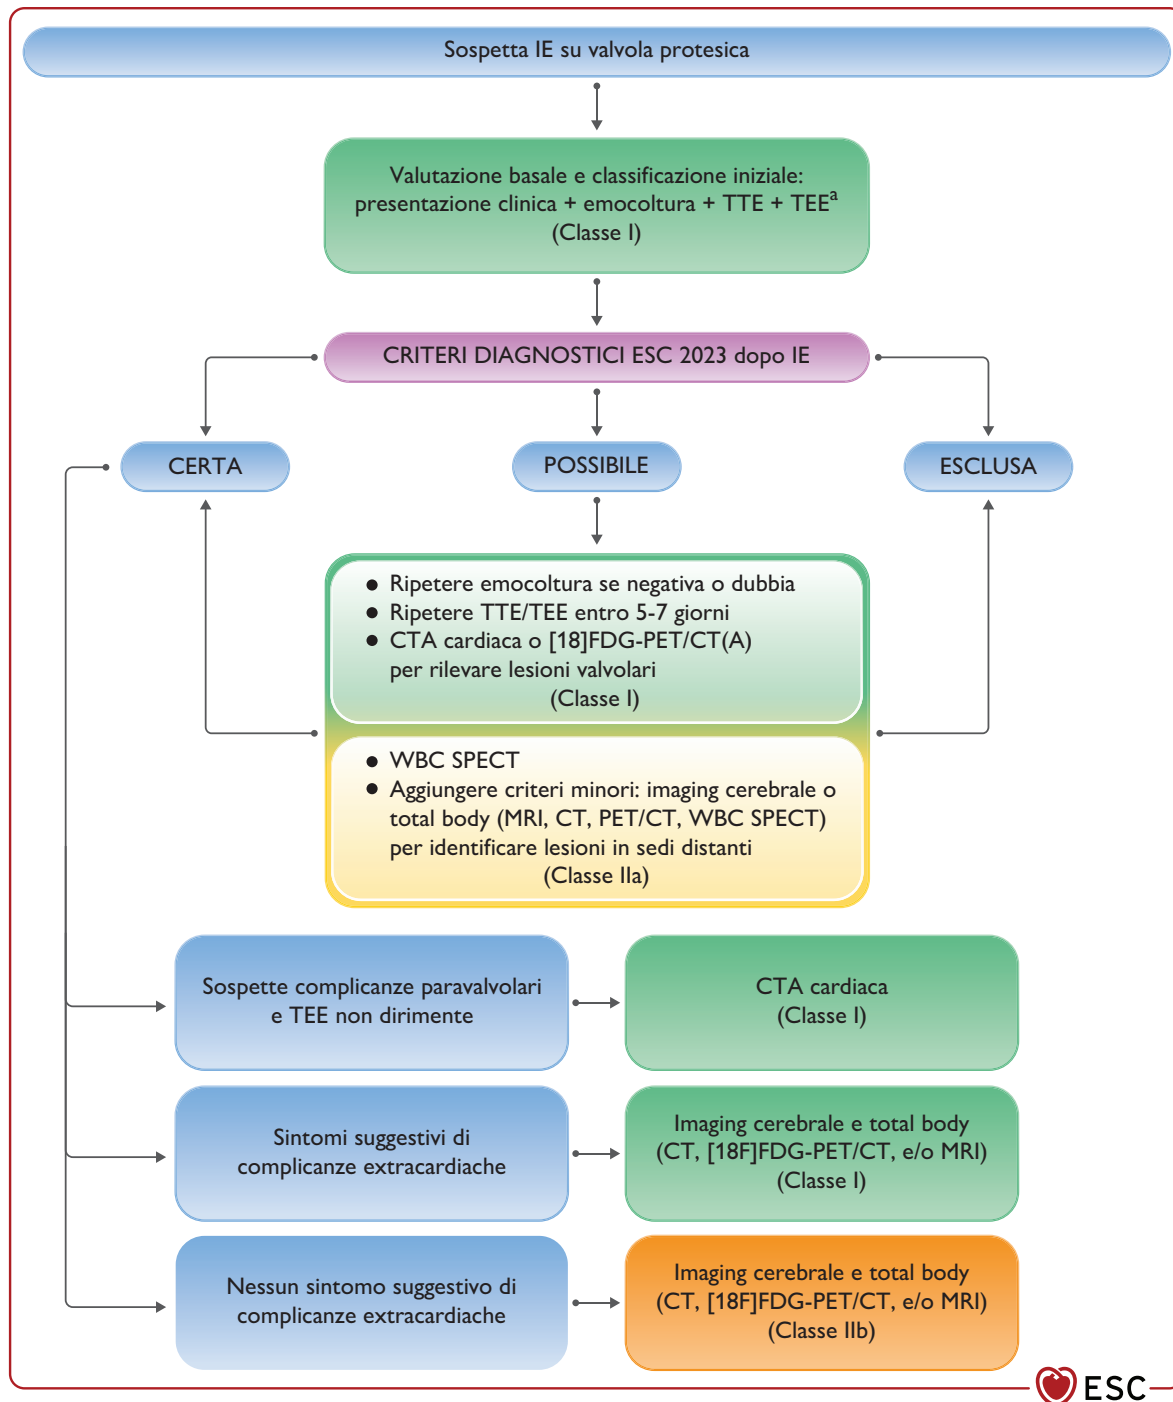 Sospetta IE su valvola protesica
Valutazione basale e classificazione iniziale:
presentazione clinica + emocoltura + TTE + TEEa
(Classe I)
CRITERI DIAGNOSTICI ESC 2023 dopo IE
CERTA
POSSIBILE
ESCLUSA
● Ripetere emocoltura se negativa o dubbia
● Ripetere TTE/TEE entro 5-7 giorni
● CTA cardiaca o [18]FDG-PET/CT(A)
per rilevare lesioni valvolari
(Classe I)
● WBC SPECT
● Aggiungere criteri minori: imaging cerebrale o
total body (MRI, CT, PET/CT, WBC SPECT)
per identificare lesioni in sedi distanti
(Classe IIa)
Sospette complicanze paravalvolari
e TEE non dirimente
CTA cardiaca
(Classe I)
Sintomi suggestivi di
complicanze extracardiache
Imaging cerebrale e total body
(CT, [18F]FDG-PET/CT, e/o MRI)
(Classe I)
Nessun sintomo suggestivo di
complicanze extracardiache
Imaging cerebrale e total body
(CT, [18F]FDG-PET/CT, e/o MRI)
(Classe IIb)
ESC